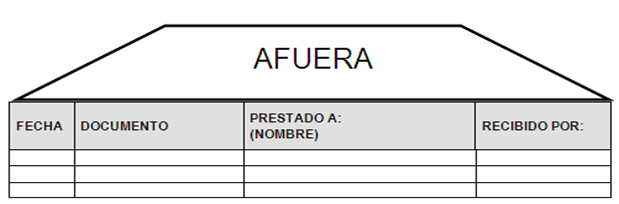 AFUERA
FECHA
DOCUMENTO
PRESTADO A:
(NOMBRE)
RECIBIDO POR: